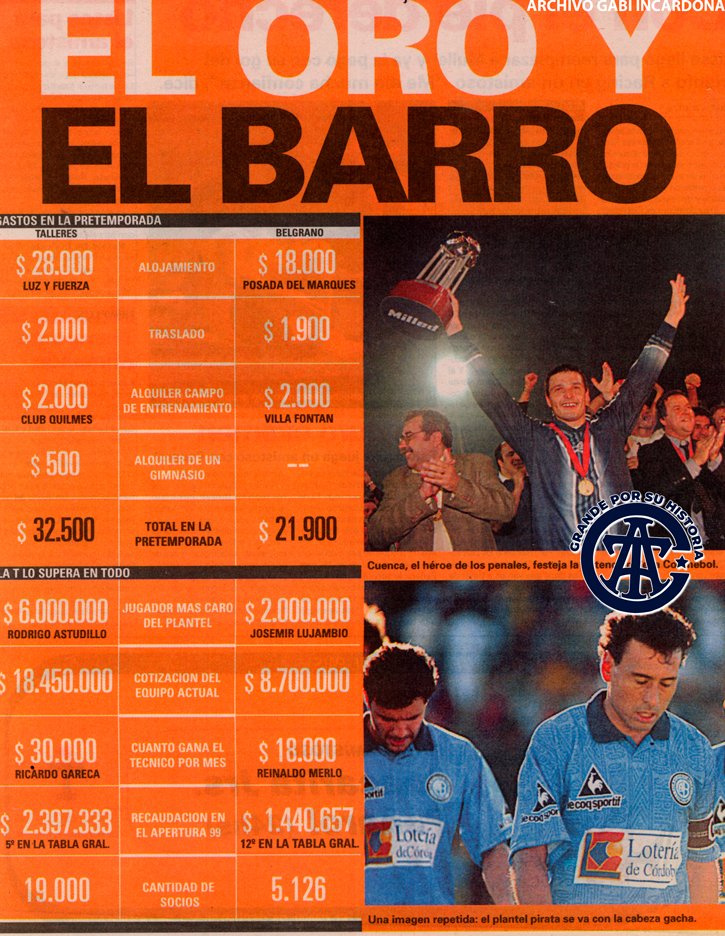 ARCHIVO GABI INCARDONA
EL ORO Y
EL BARRO
GASTOS EN LA PRETEMPORADA
TALLERES BELGRANO
$ 28.000 ALOJAMIENTO $ 18.000
LUZ Y FUERZA POSADA DEL MARQUES
$ 2.000 TRASLADO $ 1.900
$ 2.000 ALQUILER CAMPO DE ENTRENAMIENTO $ 2.000
CLUB QUILMES VILLA FONTAN
$ 500 ALQUILER DE UN GIMNASIO --
$ 32.500 TOTAL EN LA PRETEMPORADA $ 21.900
LA T LO SUPERA EN TODO
$ 6.000.000 JUGADOR MAS CARO DEL PLANTEL $ 2.000.000
RODRIGO ASTUDILLO JOSEMIR LUJAMBIO
$ 18.450.000 COTIZACION DEL EQUIPO ACTUAL $ 8.700.000
$ 30.000 CUANTO GANA EL TECNICO POR MES $ 18.000
RICARDO GARECA REINALDO MERLO
$ 2.397.333 RECAUDACION EN EL APERTURA 99 $ 1.440.657
5º EN LA TABLA GRAL. 12º EN LA TABLA GRAL.
19.000 CANTIDAD DE SOCIOS 5.126
Milled
GRANDE POR SU HISTORIA
Cuenca, el héroe de los penales, festeja la
le coq sportif
Lotería
de Córdoba
le coq sportif
Lotería
de Córdoba
Una imagen repetida: el plantel pirata se va con la cabeza gacha.